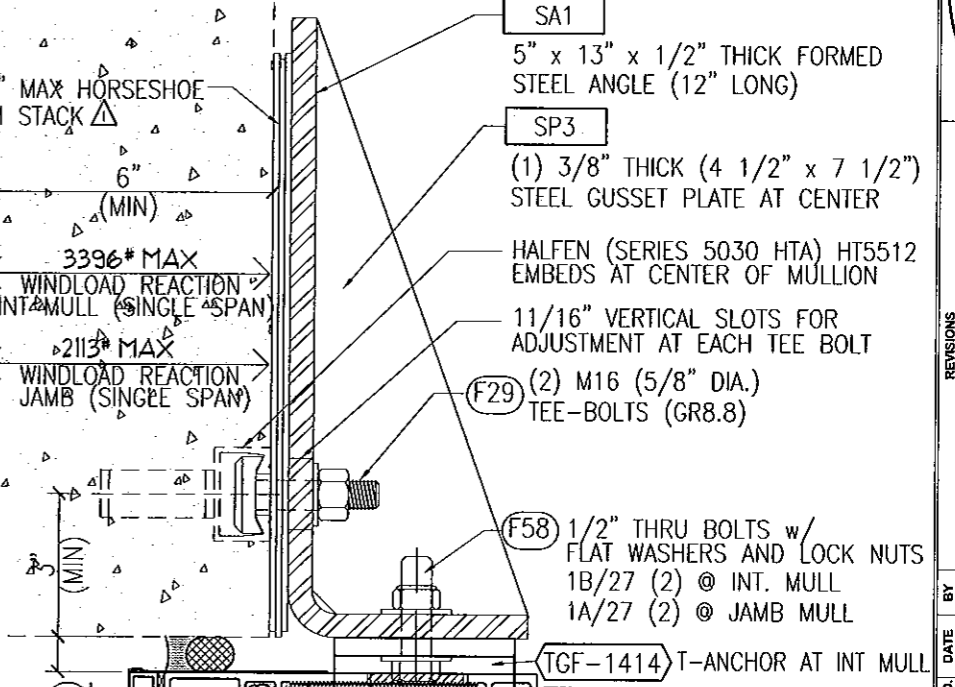 SA1
5" x 13" x 1/2" THICK FORMED
STEEL ANGLE (12" LONG)
" MAX HORSESHOE
STACK 1
SP3
(1) 3/8" THICK (4 1/2" x 7 1/2")
STEEL GUSSET PLATE AT CENTER
6"
(MIN)
3396# MAX
WINDLOAD REACTION
INT MULL (SINGLE SPAN)
HALFEN (SERIES 5030 HTA) HT5512
EMBEDS AT CENTER OF MULLION
2113# MAX
WINDLOAD REACTION
JAMB (SINGLE SPAN)
11/16" VERTICAL SLOTS FOR
ADJUSTMENT AT EACH TEE BOLT
F29 (2) M16 (5/8" DIA.)
TEE-BOLTS (GR8.8)
3"
(MIN)
F58 1/2" THRU BOLTS w/
FLAT WASHERS AND LOCK NUTS
1B/27 (2) @ INT. MULL
1A/27 (2) @ JAMB MULL
TGF-1414 T-ANCHOR AT INT MULL
REVISIONS
BY
DATE